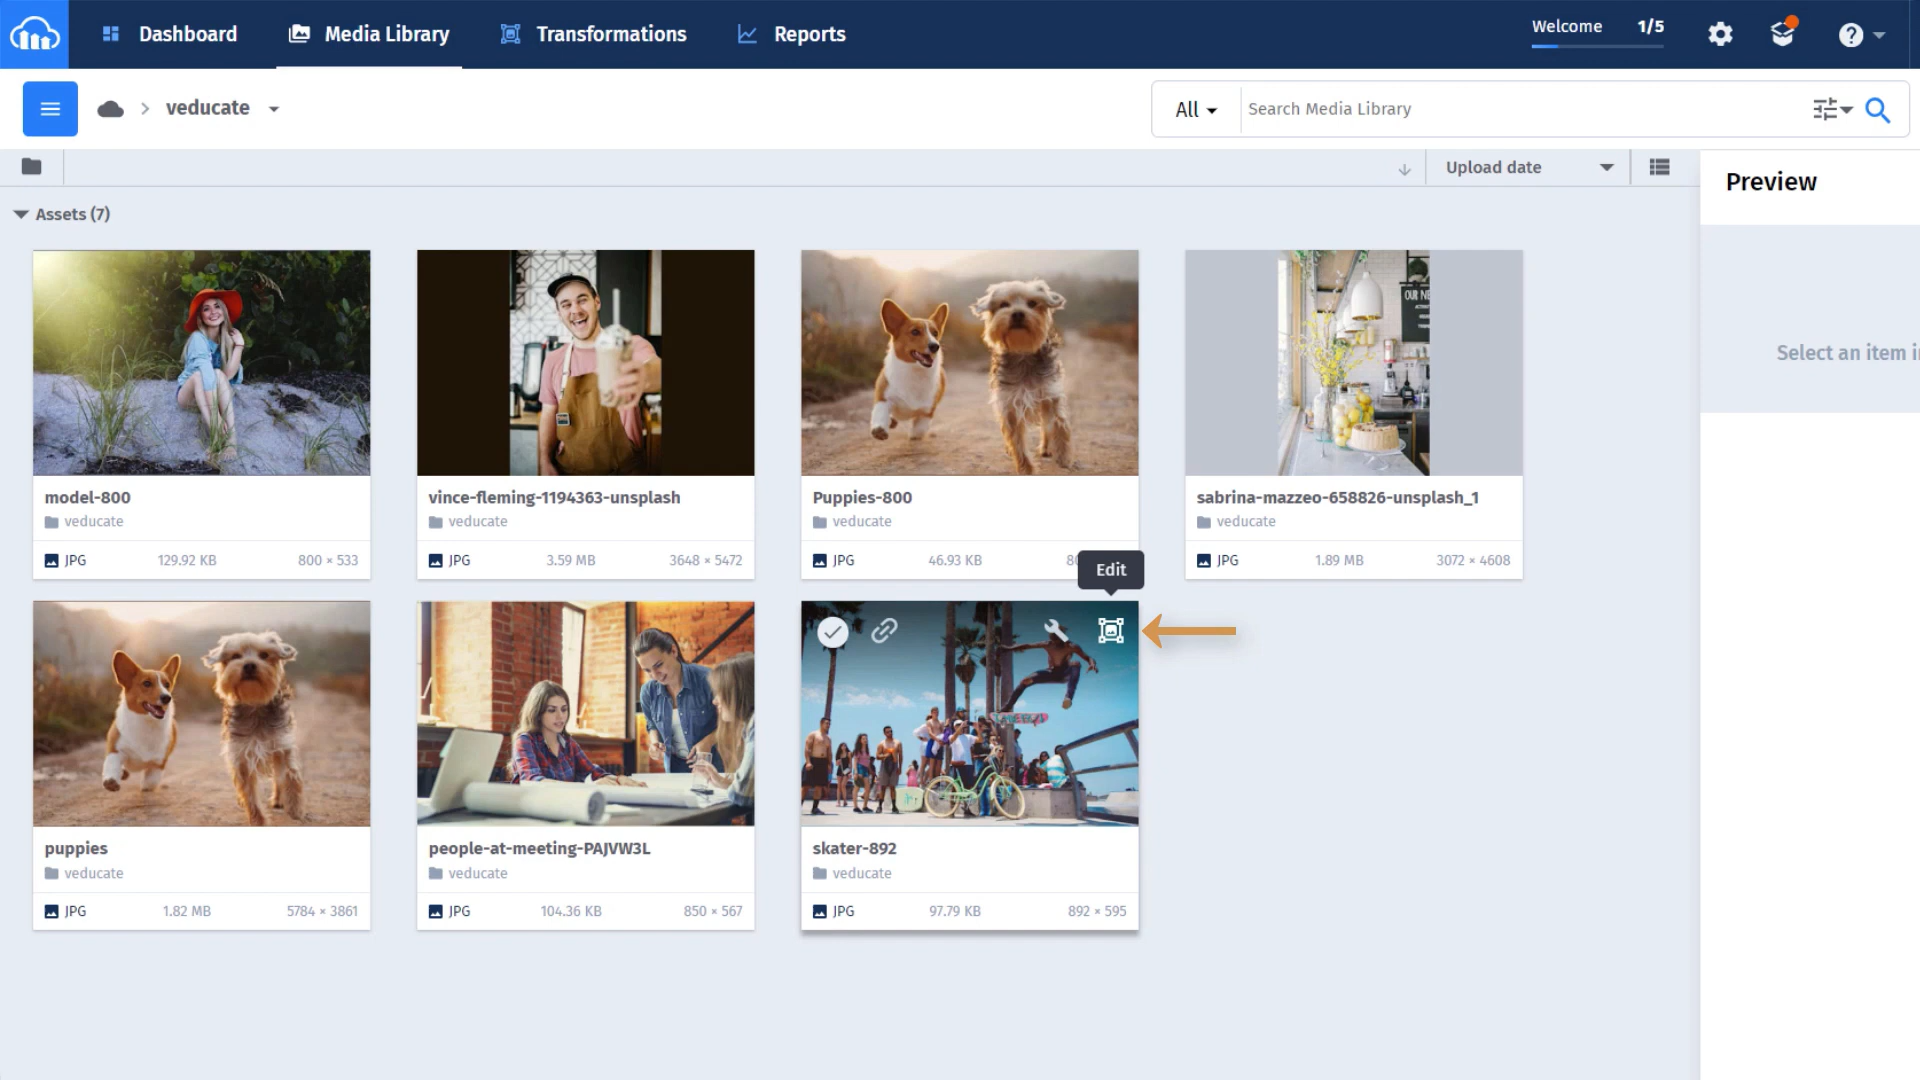 Dashboard
Media Library
Transformations
Reports
Welcome 1/5
veducate
All
Search Media Library
Upload date
Preview
Select an item i
Assets (7)
OUR NE
model-800
veducate
JPG 129.92 KB 800 × 533
vince-fleming-1194363-unsplash
veducate
JPG 3.59 MB 3648 × 5472
Puppies-800
veducate
JPG 46.93 KB 80
sabrina-mazzeo-658826-unsplash_1
veducate
JPG 1.89 MB 3072 × 4608
Edit
puppies
veducate
JPG 1.82 MB 5784 × 3861
people-at-meeting-PAJVW3L
veducate
JPG 104.36 KB 850 × 567
skater-892
veducate
JPG 97.79 KB 892 × 595